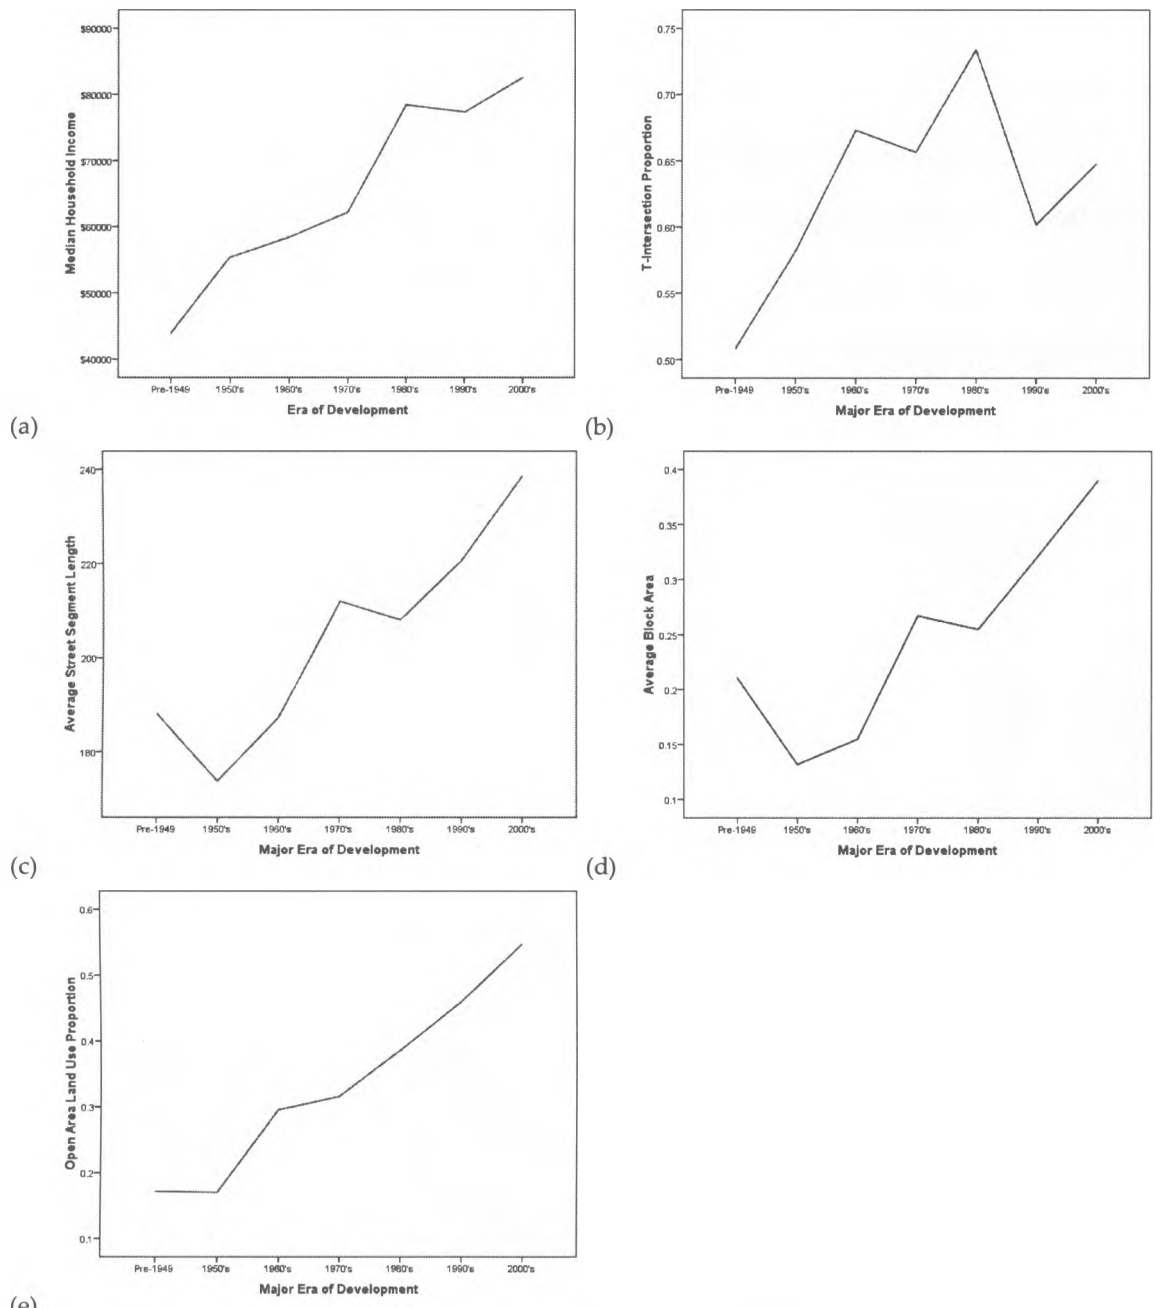 $90000
$80000
$70000
$60000
$50000
$40000
Median Household Income
Pre-1949 1950's 1960's 1970's 1980's 1990's 2000's
Era of Development
(a)
0.75
0.70
0.65
0.60
0.55
0.50
T-Intersection Proportion
Pre-1949 1950's 1960's 1970's 1980's 1990's 2000's
Major Era of Development
(b)
240
220
200
180
Average Street Segment Length
Pre-1949 1950's 1960's 1970's 1980's 1990's 2000's
Major Era of Development
(c)
0.4
0.35
0.3
0.25
0.2
0.15
0.1
Average Block Area
Pre-1949 1950's 1960's 1970's 1980's 1990's 2000's
Major Era of Development
(d)
0.6
0.5
0.4
0.3
0.2
0.1
Open Area Land Use Proportion
Pre-1949 1950's 1960's 1970's 1980's 1990's 2000's
Major Era of Development
(e)